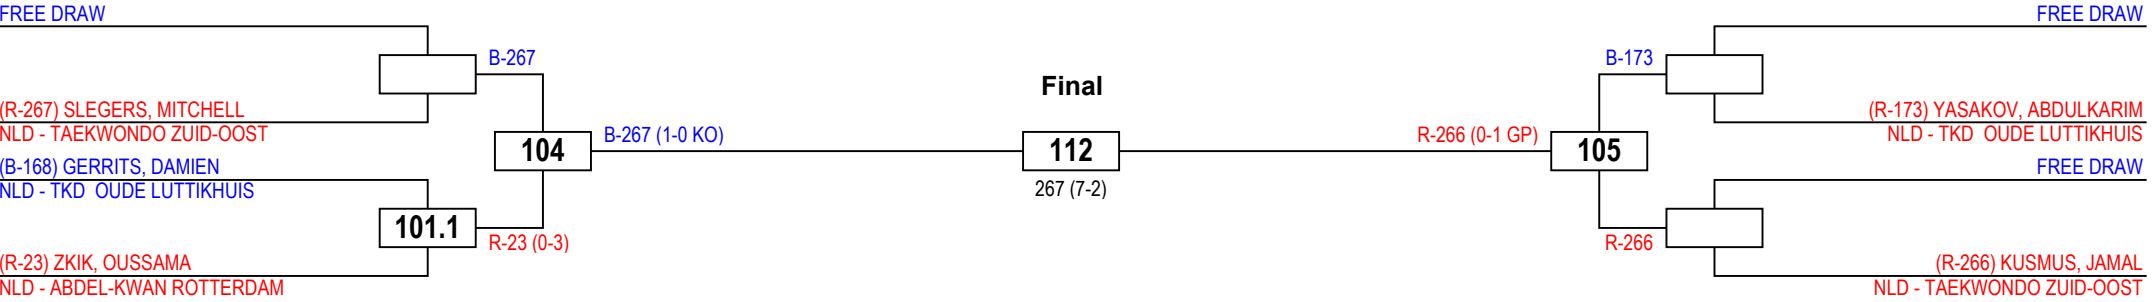 FREE DRAW
(R-267) SLEGERS, MITCHELL
NLD - TAEKWONDO ZUID-OOST
(B-168) GERRITS, DAMIEN
NLD - TKD  OUDE LUTTIKHUIS
(R-23) ZKIK, OUSSAMA
NLD - ABDEL-KWAN ROTTERDAM
B-267
101.1
R-23 (0-3)
104
B-267 (1-0 KO)
Final
112
267 (7-2)
R-266 (0-1 GP)
105
B-173
R-266
FREE DRAW
(R-173) YASAKOV, ABDULKARIM
NLD - TKD  OUDE LUTTIKHUIS
FREE DRAW
(R-266) KUSMUS, JAMAL
NLD - TAEKWONDO ZUID-OOST